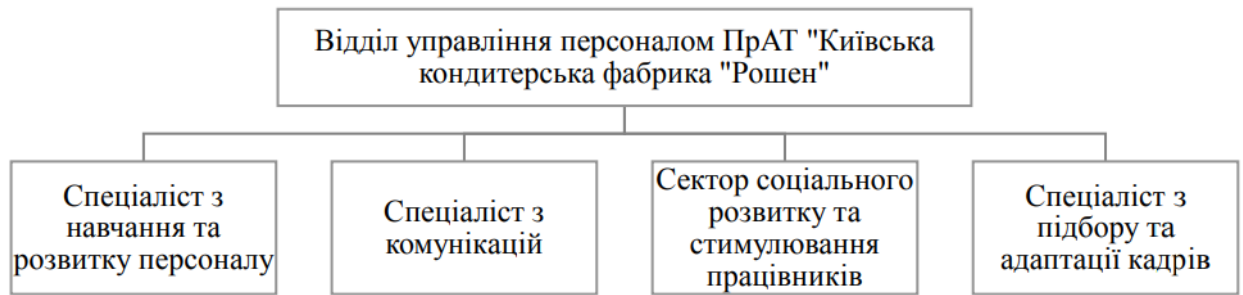 Відділ управління персоналом ПрАТ "Київська
кондитерська фабрика "Рошен"
Спеціаліст з
навчання та
розвитку персоналу
Спеціаліст з
комунікацій
Сектор соціального
розвитку та
стимулювання
працівників
Спеціаліст з
підбору та
адаптації кадрів